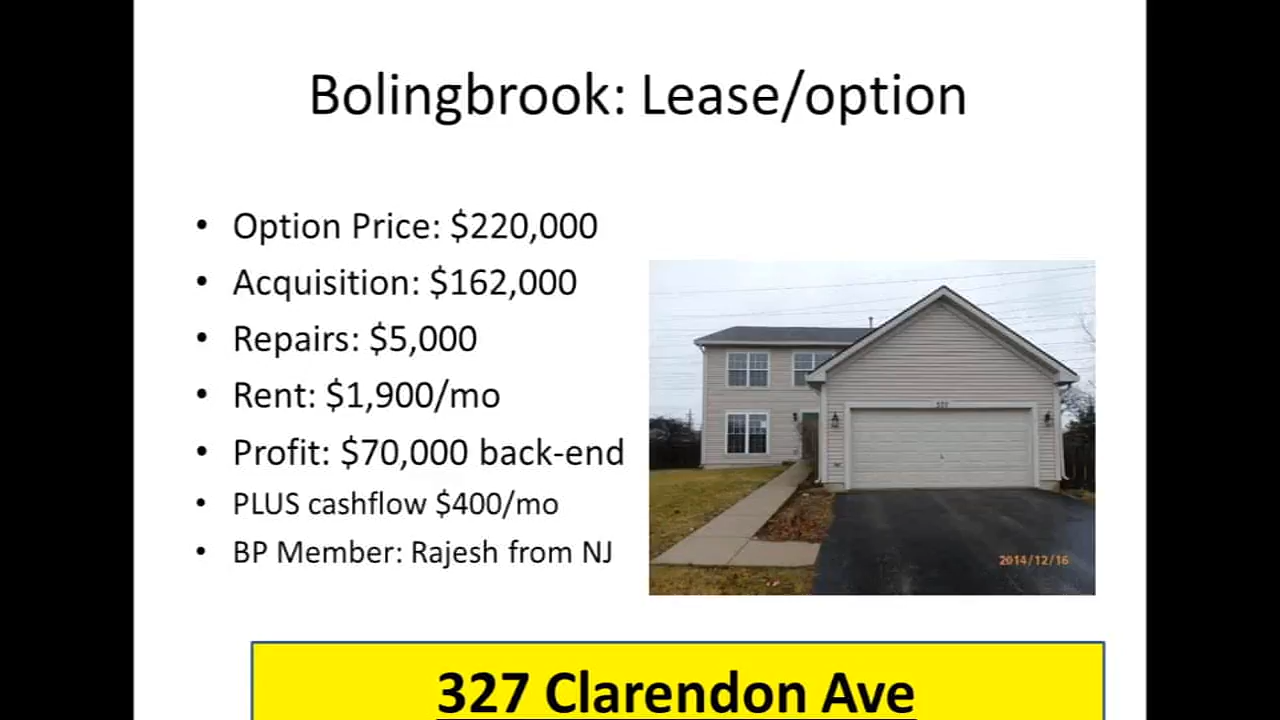 Bolingbrook: Lease/option
• Option Price: $220,000
• Acquisition: $162,000
• Repairs: $5,000
• Rent: $1,900/mo
• Profit: $70,000 back-end
• PLUS cashflow $400/mo
• BP Member: Rajesh from NJ
2014/12/16
327 Clarendon Ave